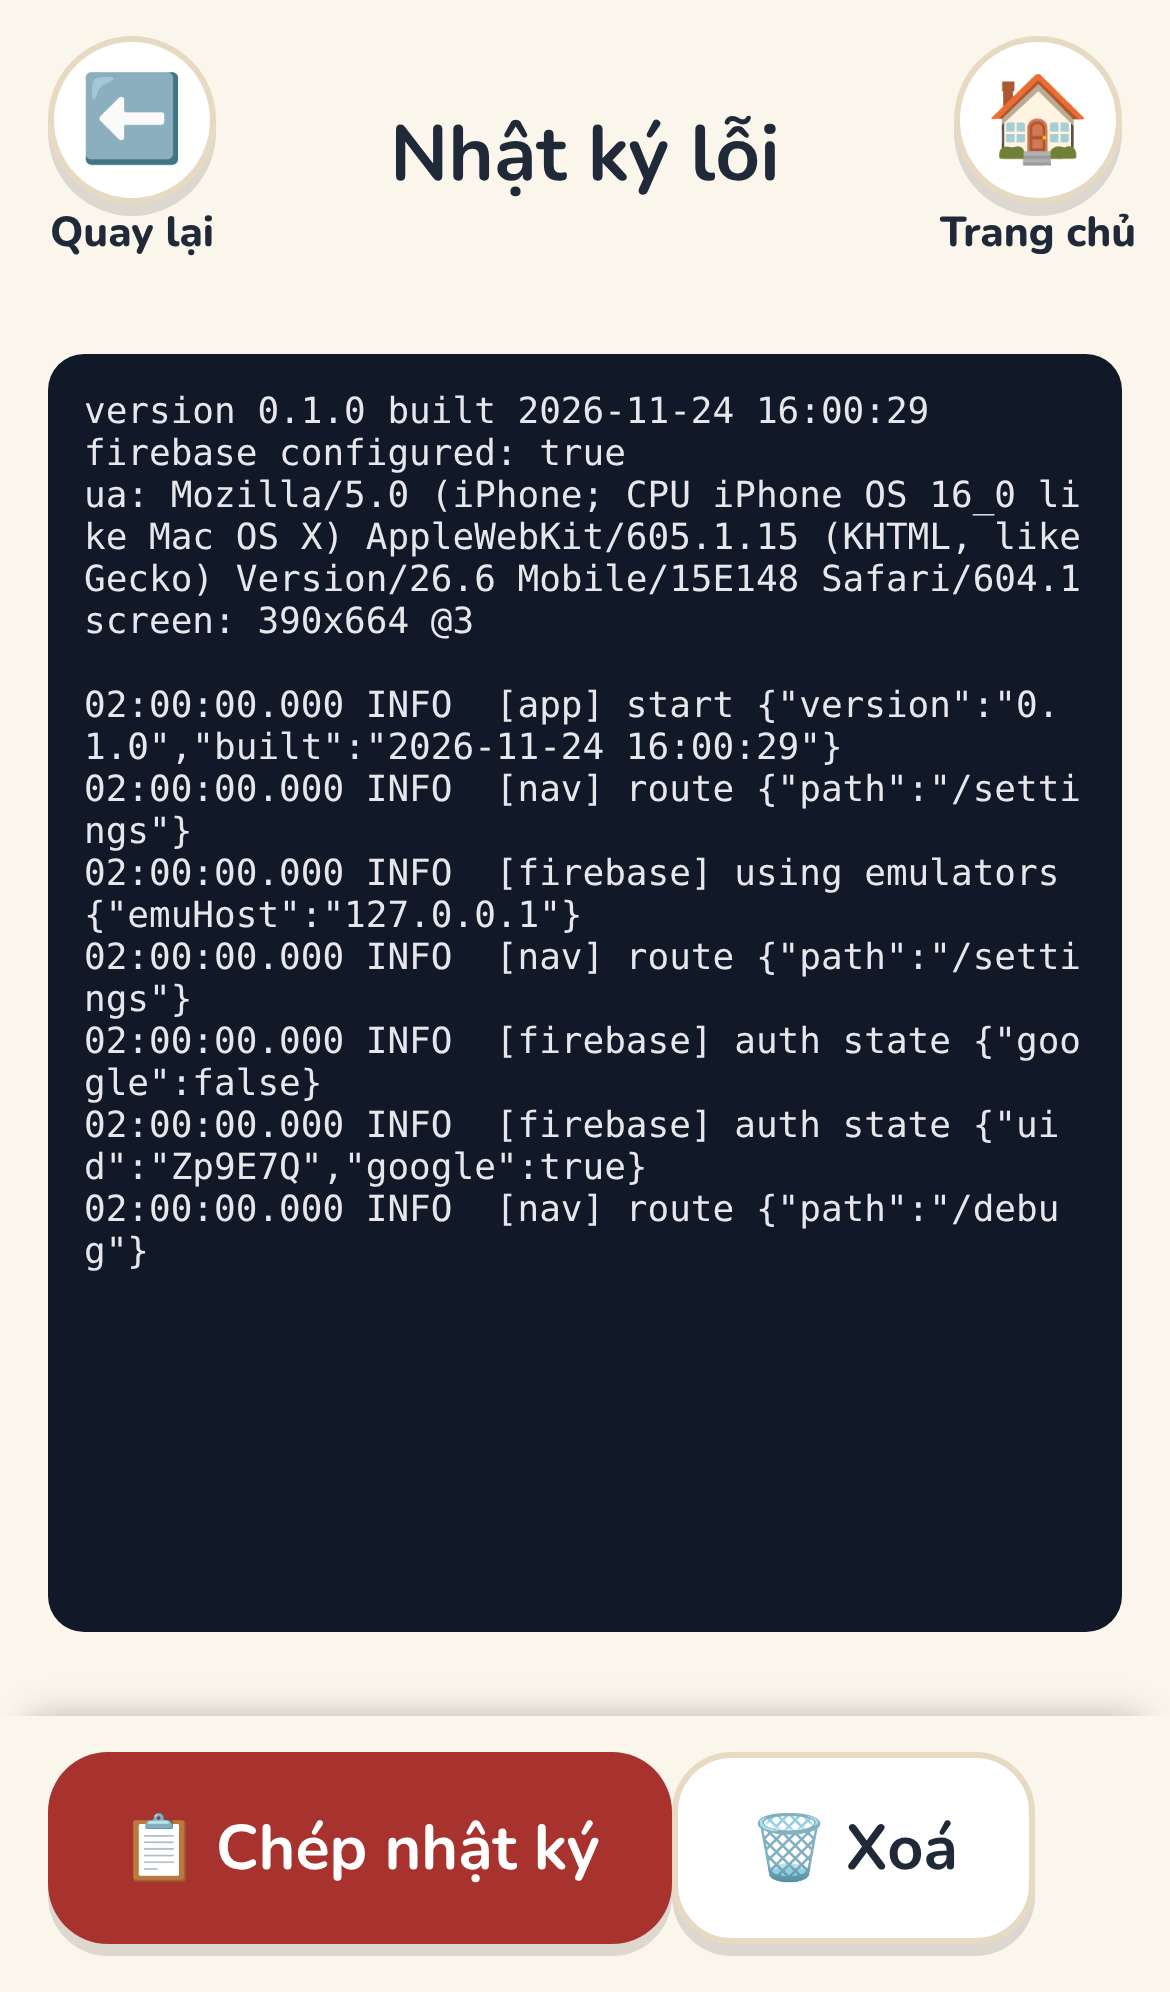 Nhật ký lỗi
Quay lại
Trang chủ
version 0.1.0 built 2026-11-24 16:00:29
firebase configured: true
ua: Mozilla/5.0 (iPhone; CPU iPhone OS 16_0 li
ke Mac OS X) AppleWebKit/605.1.15 (KHTML, like
Gecko) Version/26.6 Mobile/15E148 Safari/604.1
screen: 390x664 @3

02:00:00.000 INFO  [app] start {"version":"0.
1.0","built":"2026-11-24 16:00:29"}
02:00:00.000 INFO  [nav] route {"path":"/setti
ngs"}
02:00:00.000 INFO  [firebase] using emulators
{"emuHost":"127.0.0.1"}
02:00:00.000 INFO  [nav] route {"path":"/setti
ngs"}
02:00:00.000 INFO  [firebase] auth state {"goo
gle":false}
02:00:00.000 INFO  [firebase] auth state {"ui
d":"Zp9E7Q","google":true}
02:00:00.000 INFO  [nav] route {"path":"/debu
g"}
Chép nhật ký
Xoá